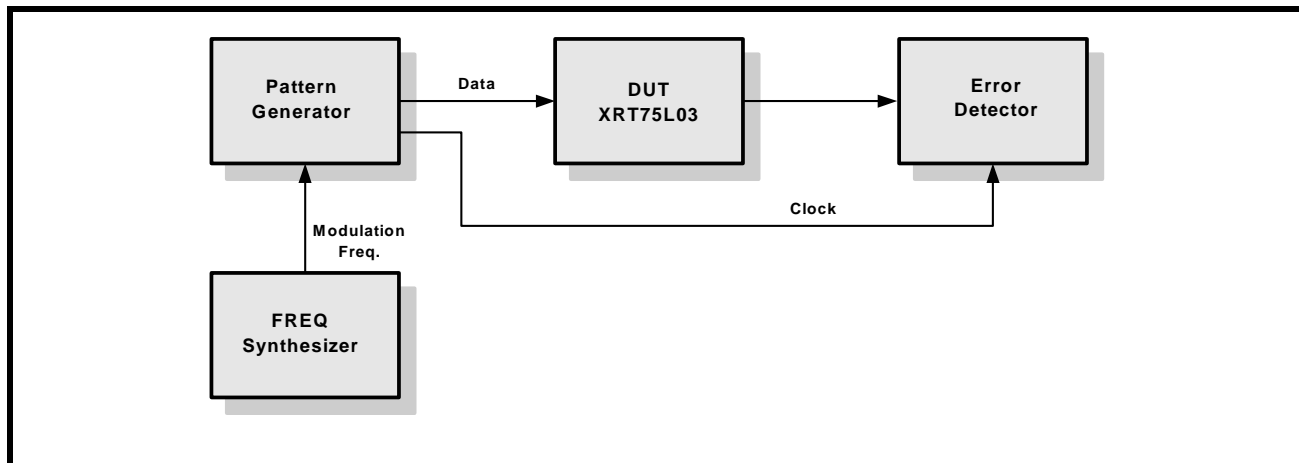 Pattern
Generator
Data
DUT
XRT75L03
Error
Detector
Clock
Modulation
Freq.
FREQ
Synthesizer